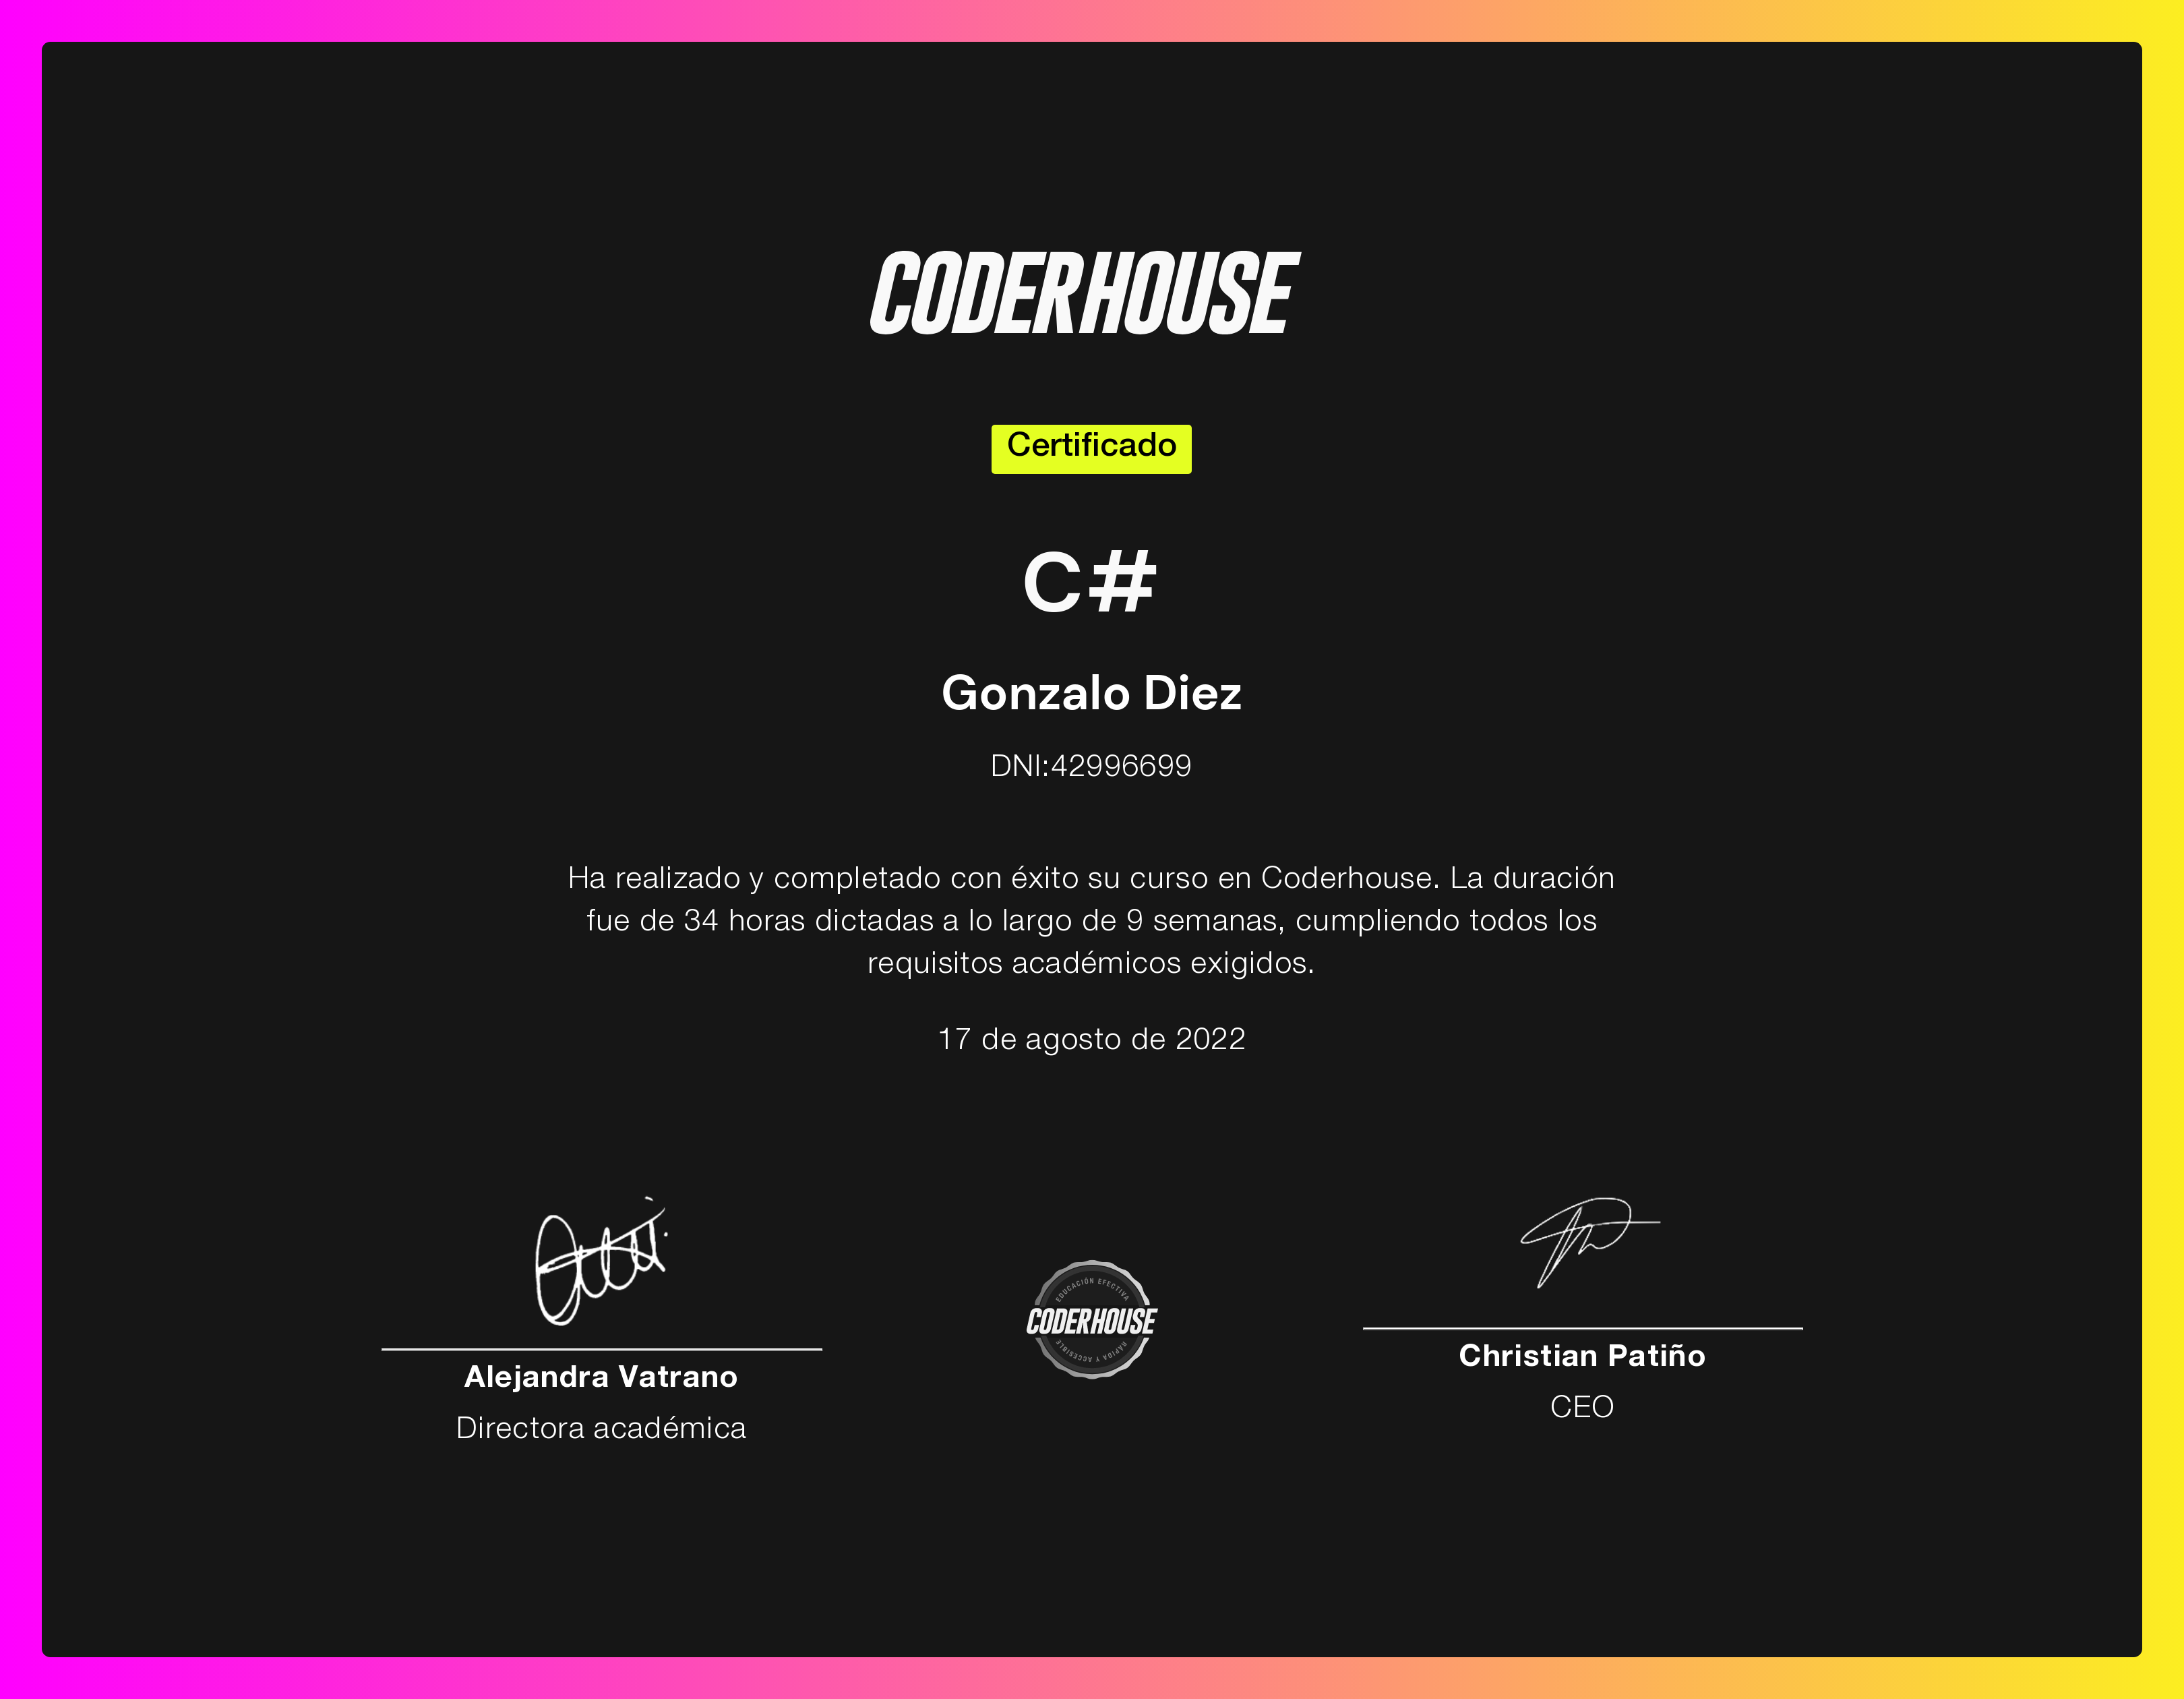 CODERHOUSE
Certificado
C#
Gonzalo Diez
DNI:42996699
Ha realizado y completado con éxito su curso en Coderhouse. La duración
fue de 34 horas dictadas a lo largo de 9 semanas, cumpliendo todos los
requisitos académicos exigidos.
17 de agosto de 2022
Alejandra Vatrano
Directora académica
EDUCACIÓN EFECTIVA
CODERHOUSE
RÁPIDA Y ACCESIBLE
Christian Patiño
CEO